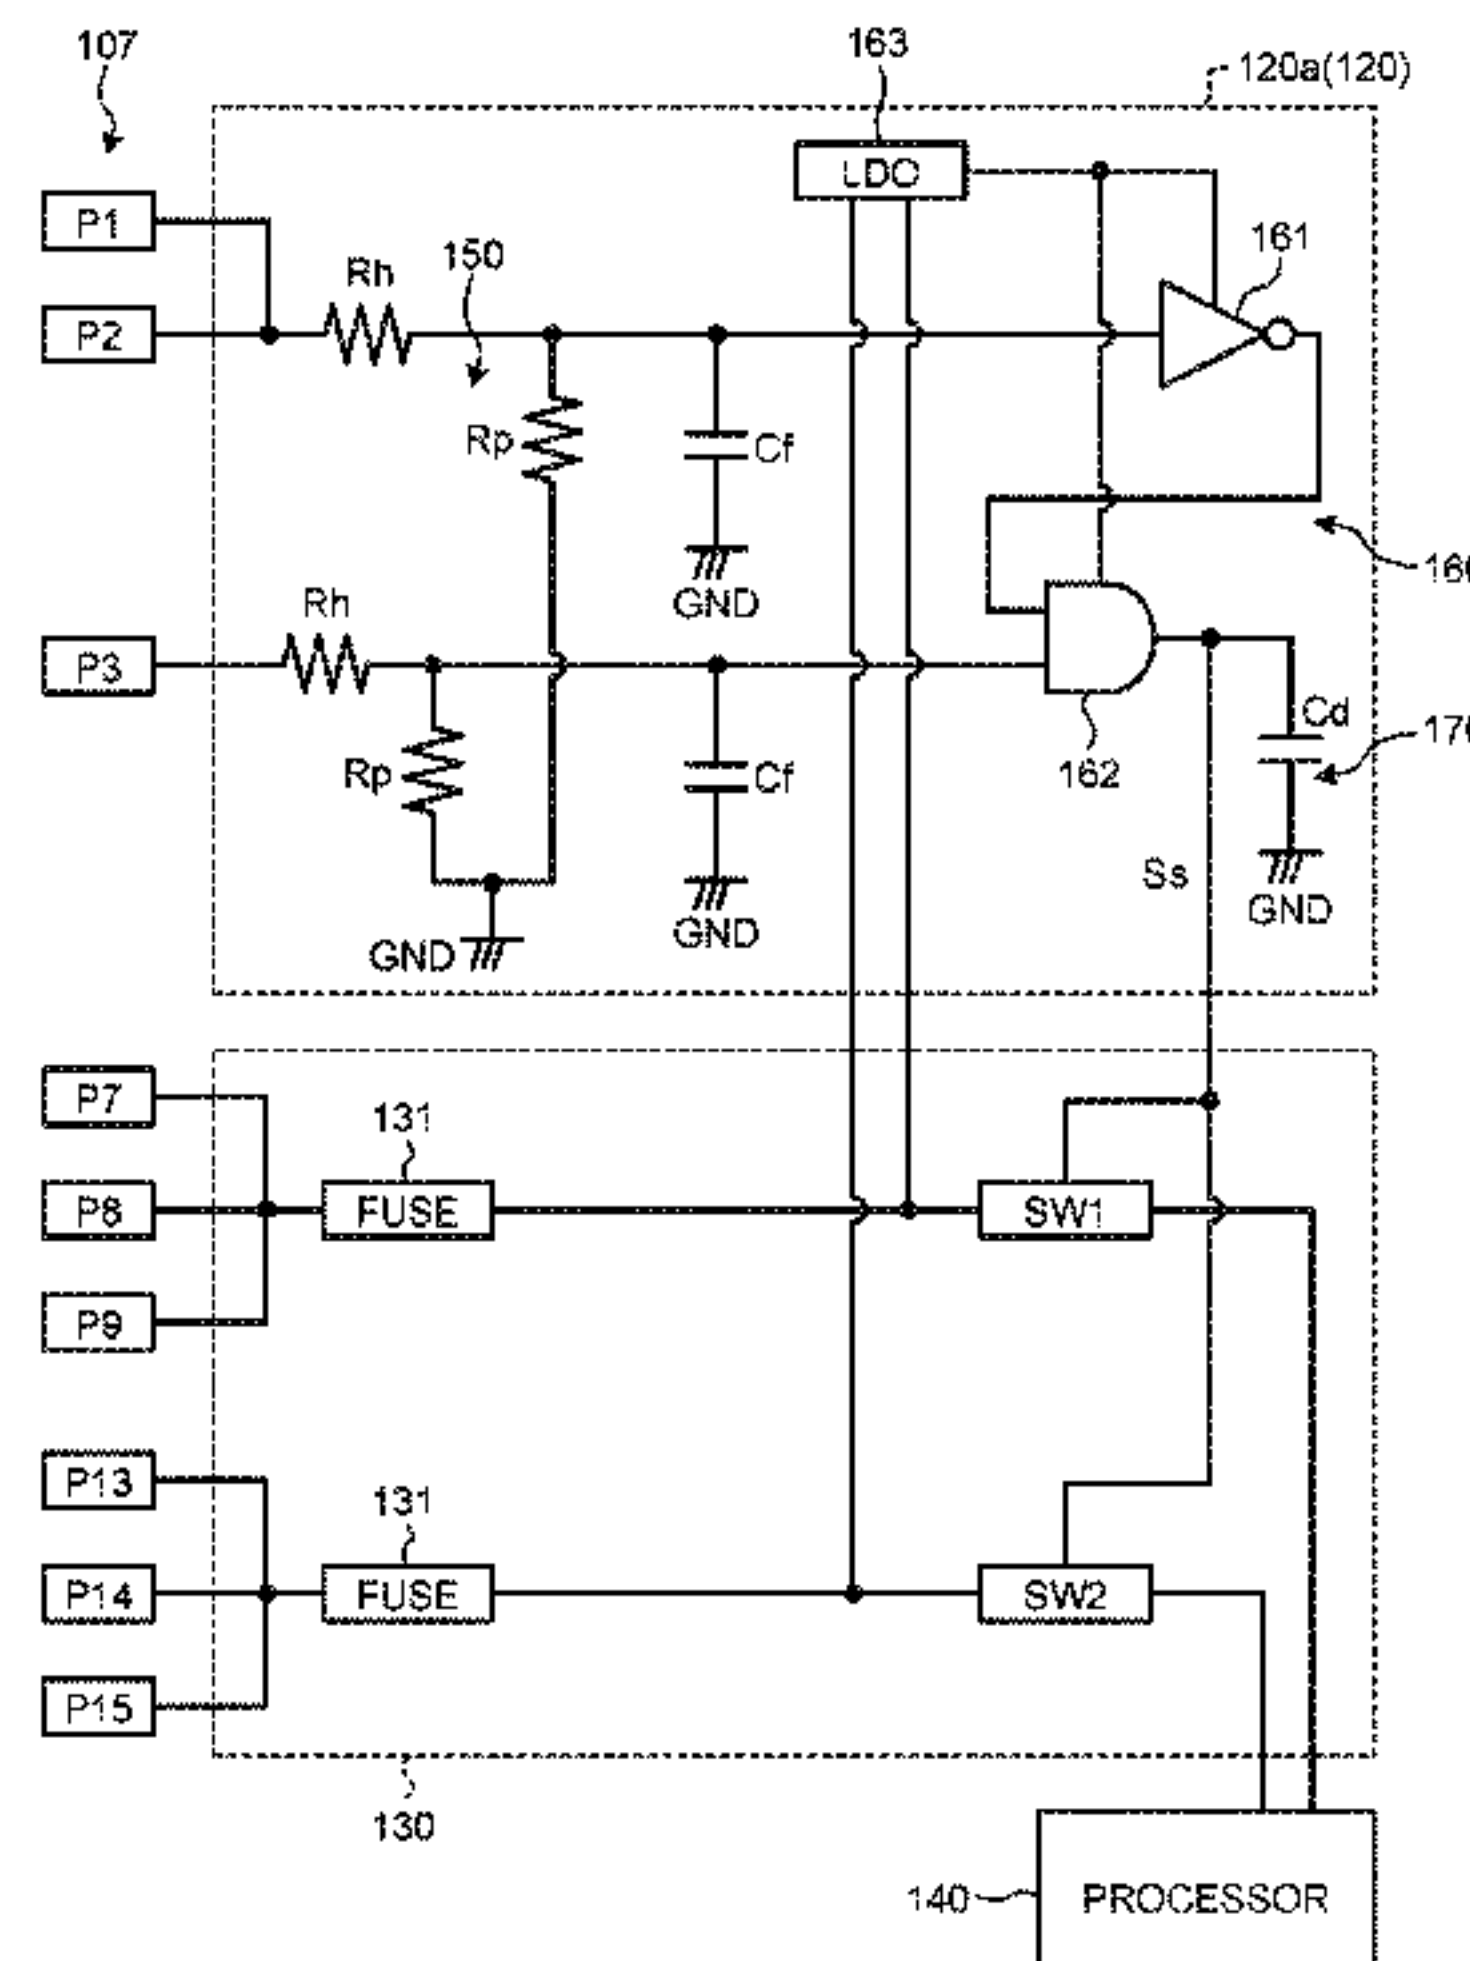 107
163
120a(120)
LDO
P1
161
Rh
150
P2
Rp
Cf
GND
Rh
P3
Cd
Rp
Cf
162
Ss
GND
GND
GND
P7
131
P8
FUSE
SW1
P9
P13
131
P14
FUSE
SW2
P15
130
140
PROCESSOR